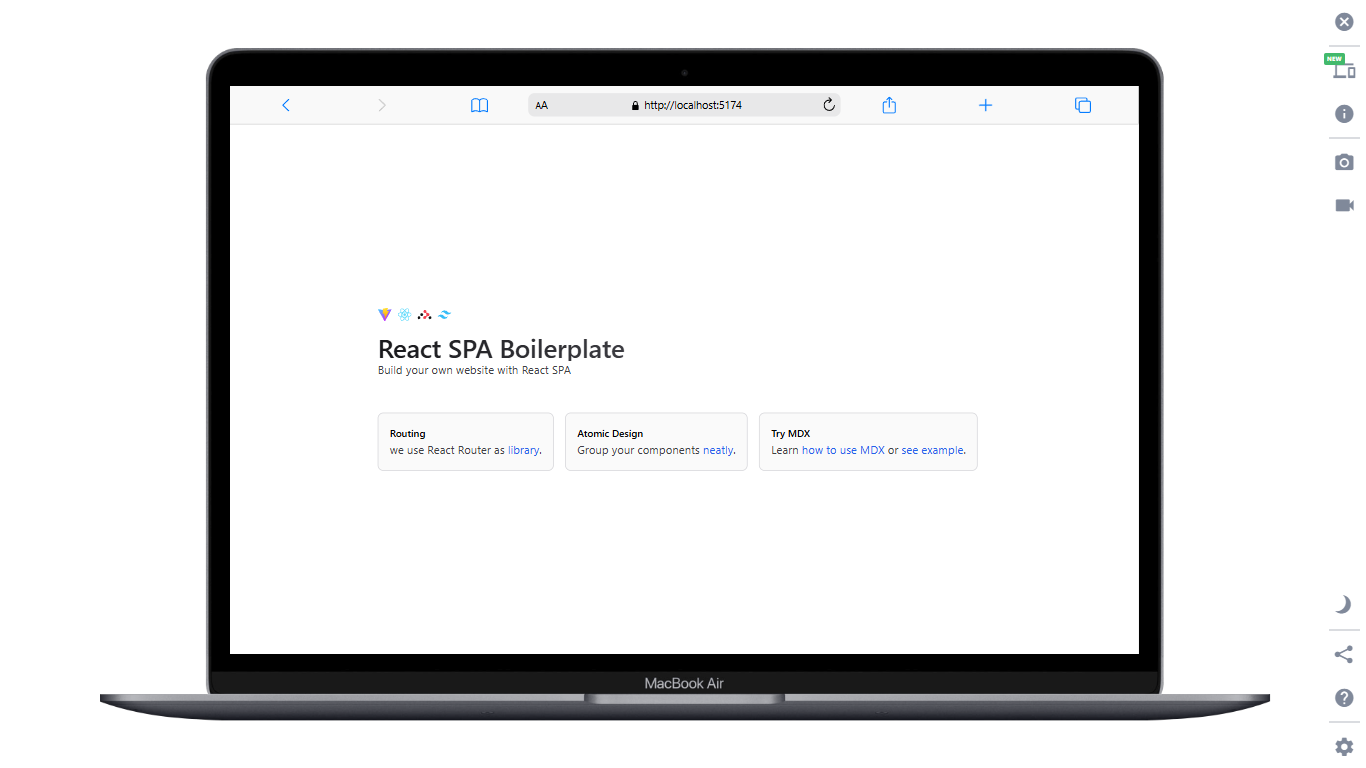 NEW
AA
http://localhost:5174
React SPA Boilerplate
Build your own website with React SPA
Routing
we use React Router as library.
Atomic Design
Group your components neatly.
Try MDX
Learn how to use MDX or see example.
MacBook Air